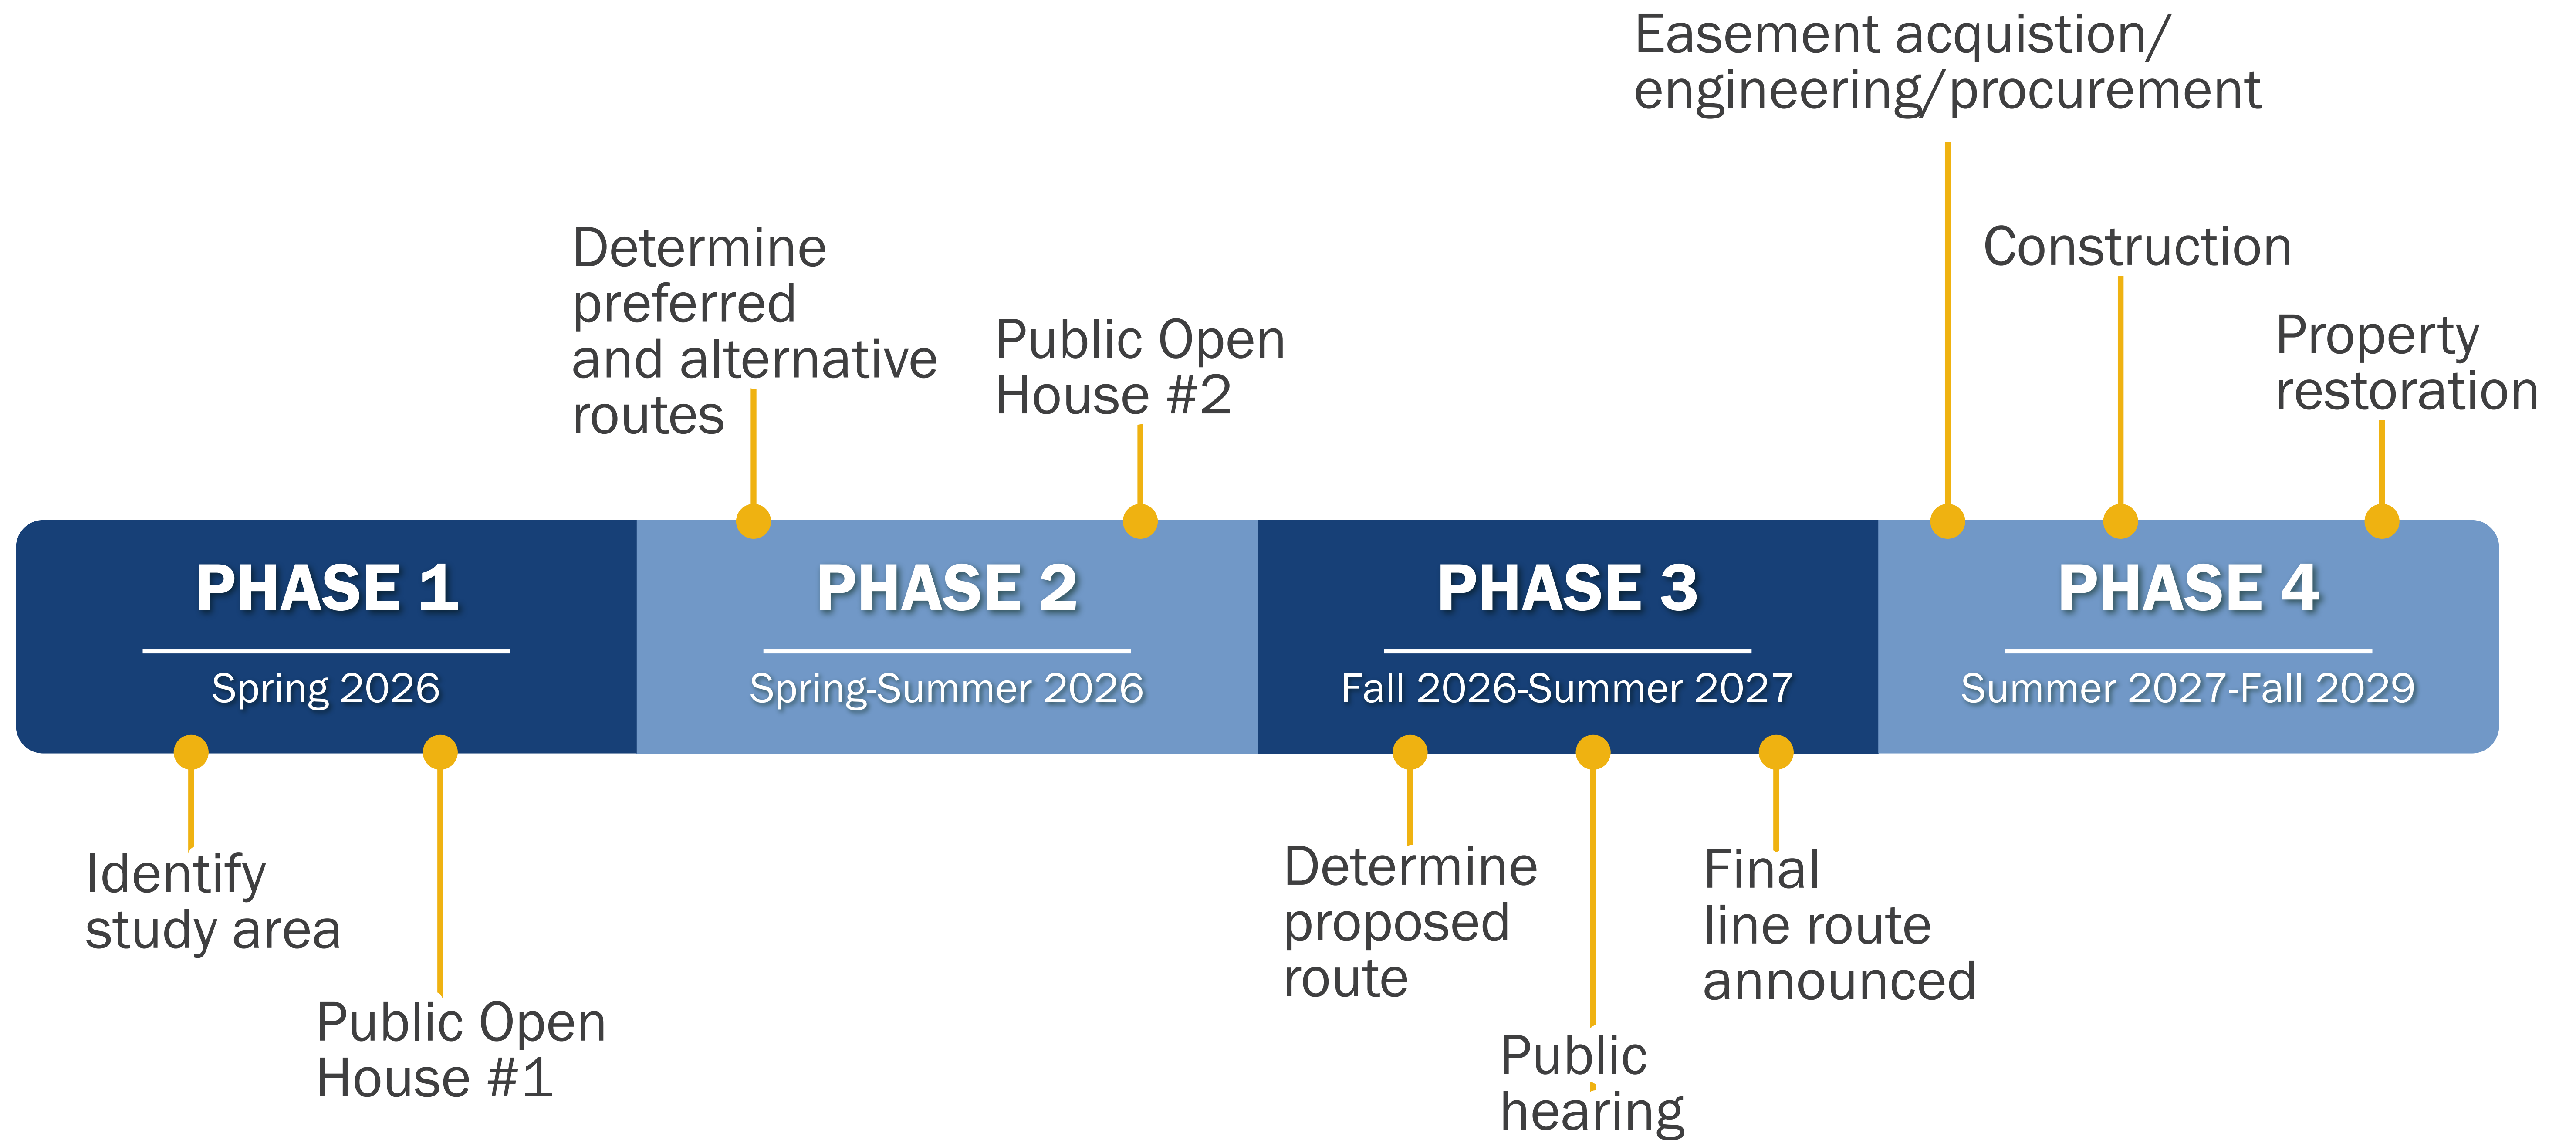 Easement acquistion/
engineering/procurement
Determine
preferred
and alternative
routes
Public Open
House #2
Construction
Property
restoration
PHASE 1
Spring 2026
PHASE 2
Spring-Summer 2026
PHASE 3
Fall 2026-Summer 2027
PHASE 4
Summer 2027-Fall 2029
Identify
study area
Public Open
House #1
Determine
proposed
route
Public
hearing
Final
line route
announced